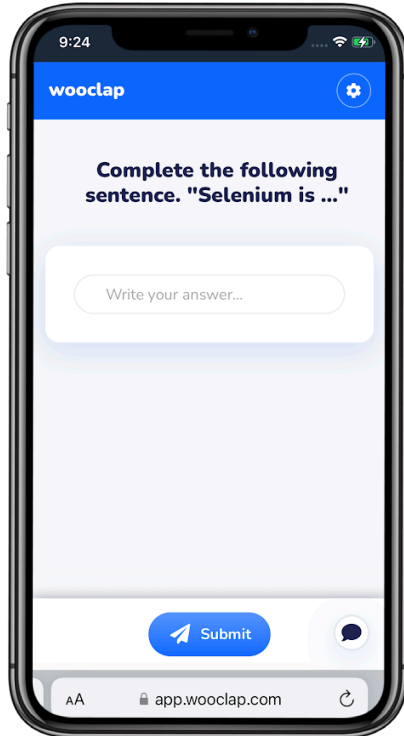 9:24
wooclap
Complete the following
sentence. "Selenium is ..."
Write your answer...
Submit
AA
app.wooclap.com